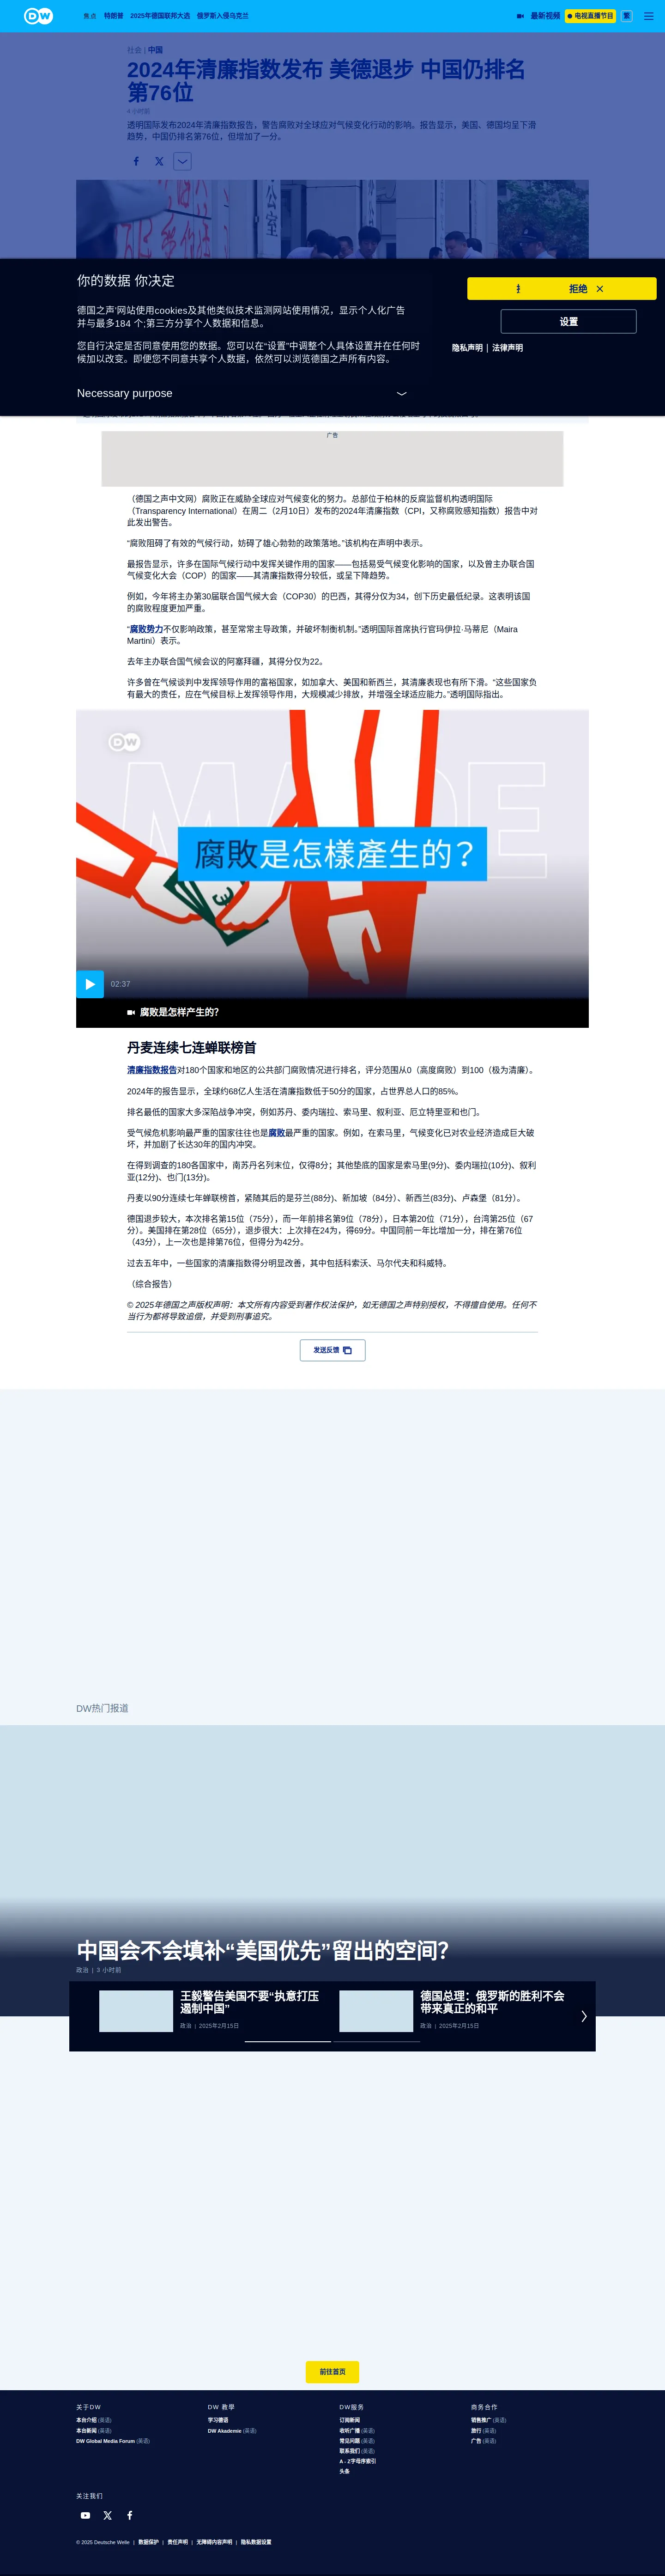 DW
热点 特朗普 2025年德国联邦大选 俄罗斯入侵乌克兰
最新视频 电视直播节目 繁
社会 | 中国
2024年清廉指数发布 美德退步 中国仍排名
第76位
4 小时前
透明国际发布2024年清廉指数报告，警告腐败对全球应对气候变化行动的影响。报告显示，美国、德国均呈下滑
趋势，中国仍排名第76位，但增加了一分。
你的数据 你决定
拒绝
德国之声'网站使用cookies及其他类似技术监测网站使用情况，显示个人化广告
并与最多184 个;第三方分享个人数据和信息。
设置
您自行决定是否同意使用您的数据。您可以在“设置”中调整个人具体设置并在任何时
候加以改变。即便您不同意共享个人数据，依然可以浏览德国之声所有内容。
隐私声明 | 法律声明
Necessary purpose
广告
（德国之声中文网）腐败正在威胁全球应对气候变化的努力。总部位于柏林的反腐监督机构透明国际
（Transparency International）在周二（2月10日）发布的2024年清廉指数（CPI，又称腐败感知指数）报告中对
此发出警告。
“腐败阻碍了有效的气候行动，妨碍了雄心勃勃的政策落地。”该机构在声明中表示。
最报告显示，许多在国际气候行动中发挥关键作用的国家——包括易受气候变化影响的国家，以及曾主办联合国
气候变化大会（COP）的国家——其清廉指数得分较低，或呈下降趋势。
例如，今年将主办第30届联合国气候大会（COP30）的巴西，其得分仅为34，创下历史最低纪录。这表明该国
的腐败程度更加严重。
“腐败势力不仅影响政策，甚至常常主导政策，并破坏制衡机制。”透明国际首席执行官玛伊拉·马蒂尼（Maira
Martini）表示。
去年主办联合国气候会议的阿塞拜疆，其得分仅为22。
许多曾在气候谈判中发挥领导作用的富裕国家，如加拿大、美国和新西兰，其清廉表现也有所下滑。“这些国家负
有最大的责任，应在气候目标上发挥领导作用，大规模减少排放，并增强全球适应能力。”透明国际指出。
DW
MADE
腐敗是怎樣產生的？
02:37
腐败是怎样产生的？
丹麦连续七连蝉联榜首
清廉指数报告对180个国家和地区的公共部门腐败情况进行排名，评分范围从0（高度腐败）到100（极为清廉）。
2024年的报告显示，全球约68亿人生活在清廉指数低于50分的国家，占世界总人口的85%。
排名最低的国家大多深陷战争冲突，例如苏丹、委内瑞拉、索马里、叙利亚、厄立特里亚和也门。
受气候危机影响最严重的国家往往也是腐败最严重的国家。例如，在索马里，气候变化已对农业经济造成巨大破
坏，并加剧了长达30年的国内冲突。
在得到调查的180各国家中，南苏丹名列末位，仅得8分；其他垫底的国家是索马里(9分)、委内瑞拉(10分)、叙利
亚(12分)、也门(13分)。
丹麦以90分连续七年蝉联榜首，紧随其后的是芬兰(88分)、新加坡（84分）、新西兰(83分)、卢森堡（81分）。
德国退步较大，本次排名第15位（75分），而一年前排名第9位（78分），日本第20位（71分），台湾第25位（67
分）。美国排在第28位（65分），退步很大：上次排在24为，得69分。中国同前一年比增加一分，排在第76位
（43分），上一次也是排第76位，但得分为42分。
过去五年中，一些国家的清廉指数得分明显改善，其中包括科索沃、马尔代夫和科威特。
（综合报告）
© 2025年德国之声版权声明：本文所有内容受到著作权法保护，如无德国之声特别授权，不得擅自使用。任何不
当行为都将导致追偿，并受到刑事追究。
发送反馈
DW热门报道
中国会不会填补“美国优先”留出的空间？
政治 | 3 小时前
王毅警告美国不要“执意打压
遏制中国”
政治 | 2025年2月15日
德国总理：俄罗斯的胜利不会
带来真正的和平
政治 | 2025年2月15日
前往首页
关于DW
本台介绍 (英语)
本台新闻 (英语)
DW Global Media Forum (英语)
DW 教學
学习德语
DW Akademie (英语)
DW服务
订阅新闻
收听广播 (英语)
常见问题 (英语)
联系我们 (英语)
A - Z字母序索引
头条
商务合作
销售推广 (英语)
旅行 (英语)
广告 (英语)
关注我们
© 2025 Deutsche Welle | 数据保护 | 责任声明 | 无障碍内容声明 | 隐私数据设置